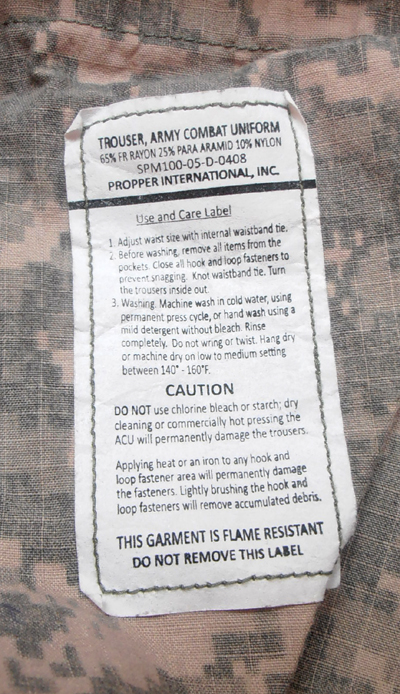 TROUSER, ARMY COMBAT UNIFORM
65% FR RAYON 25% PARA ARAMID 10% NYLON
SPM100-05-D-0408
PROPPER INTERNATIONAL, INC.
Use and Care Label
1. Adjust waist size with internal waistband tie.
2. Before washing, remove all items from the
pockets. Close all hook and loop fasteners to
prevent snagging. Knot waistband tie. Turn
the trousers inside out.
3. Washing. Machine wash in cold water, using
permanent press cycle, or hand wash using a
mild detergent without bleach. Rinse
completely. Do not wring or twist. Hang dry
or machine dry on low to medium setting
between 140° - 160°F.
CAUTION
DO NOT use chlorine bleach or starch; dry
cleaning or commercially hot pressing the
ACU will permanently damage the trousers.
Applying heat or an iron to any hook and
loop fastener area will permanently damage
the fasteners. Lightly brushing the hook and
loop fasteners will remove accumulated debris.
THIS GARMENT IS FLAME RESISTANT
DO NOT REMOVE THIS LABEL